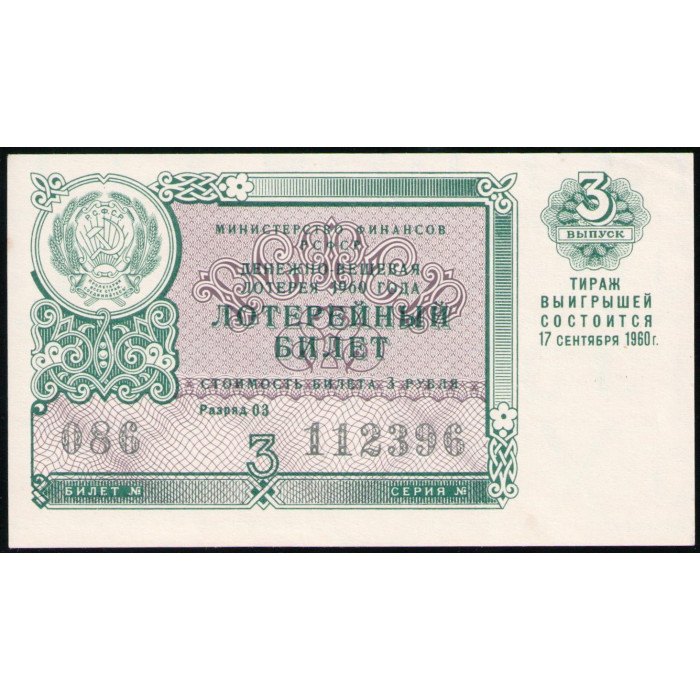 РСФСР
МИНИСТЕРСТВО ФИНАНСОВ
РСФСР
ДЕНЕЖНО-ВЕЩЕВАЯ
ЛОТЕРЕЯ 1960 ГОДА
ЛОТЕРЕЙНЫЙ
БИЛЕТ
СТОИМОСТЬ БИЛЕТА 3 РУБЛЯ
Разряд 03
086
3
112396
БИЛЕТ №
СЕРИЯ №
3
ВЫПУСК
ТИРАЖ
ВЫИГРЫШЕЙ
СОСТОИТСЯ
17 СЕНТЯБРЯ 1960 г.